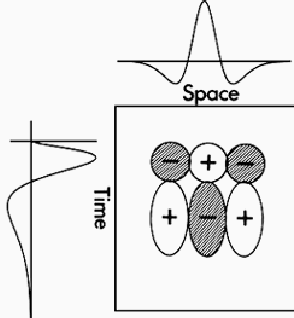 Space
Time
− + −
+ − +